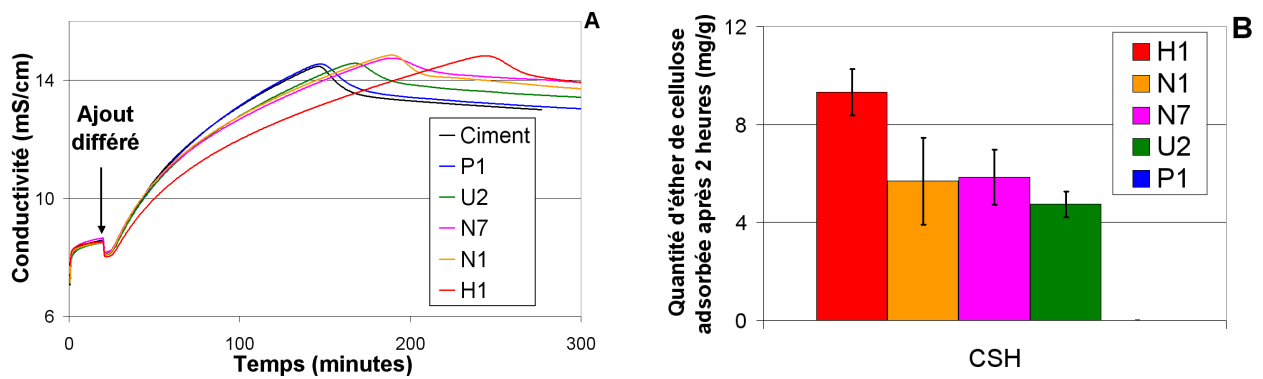 A
Conductivité (mS/cm)
14
10
6
Ajout
différé
Ciment
P1
U2
N7
N1
H1
0
100
200
300
Temps (minutes)
B
Quantité d'éther de cellulose
adsorbée après 2 heures (mg/g)
12
8
4
0
H1
N1
N7
U2
P1
CSH